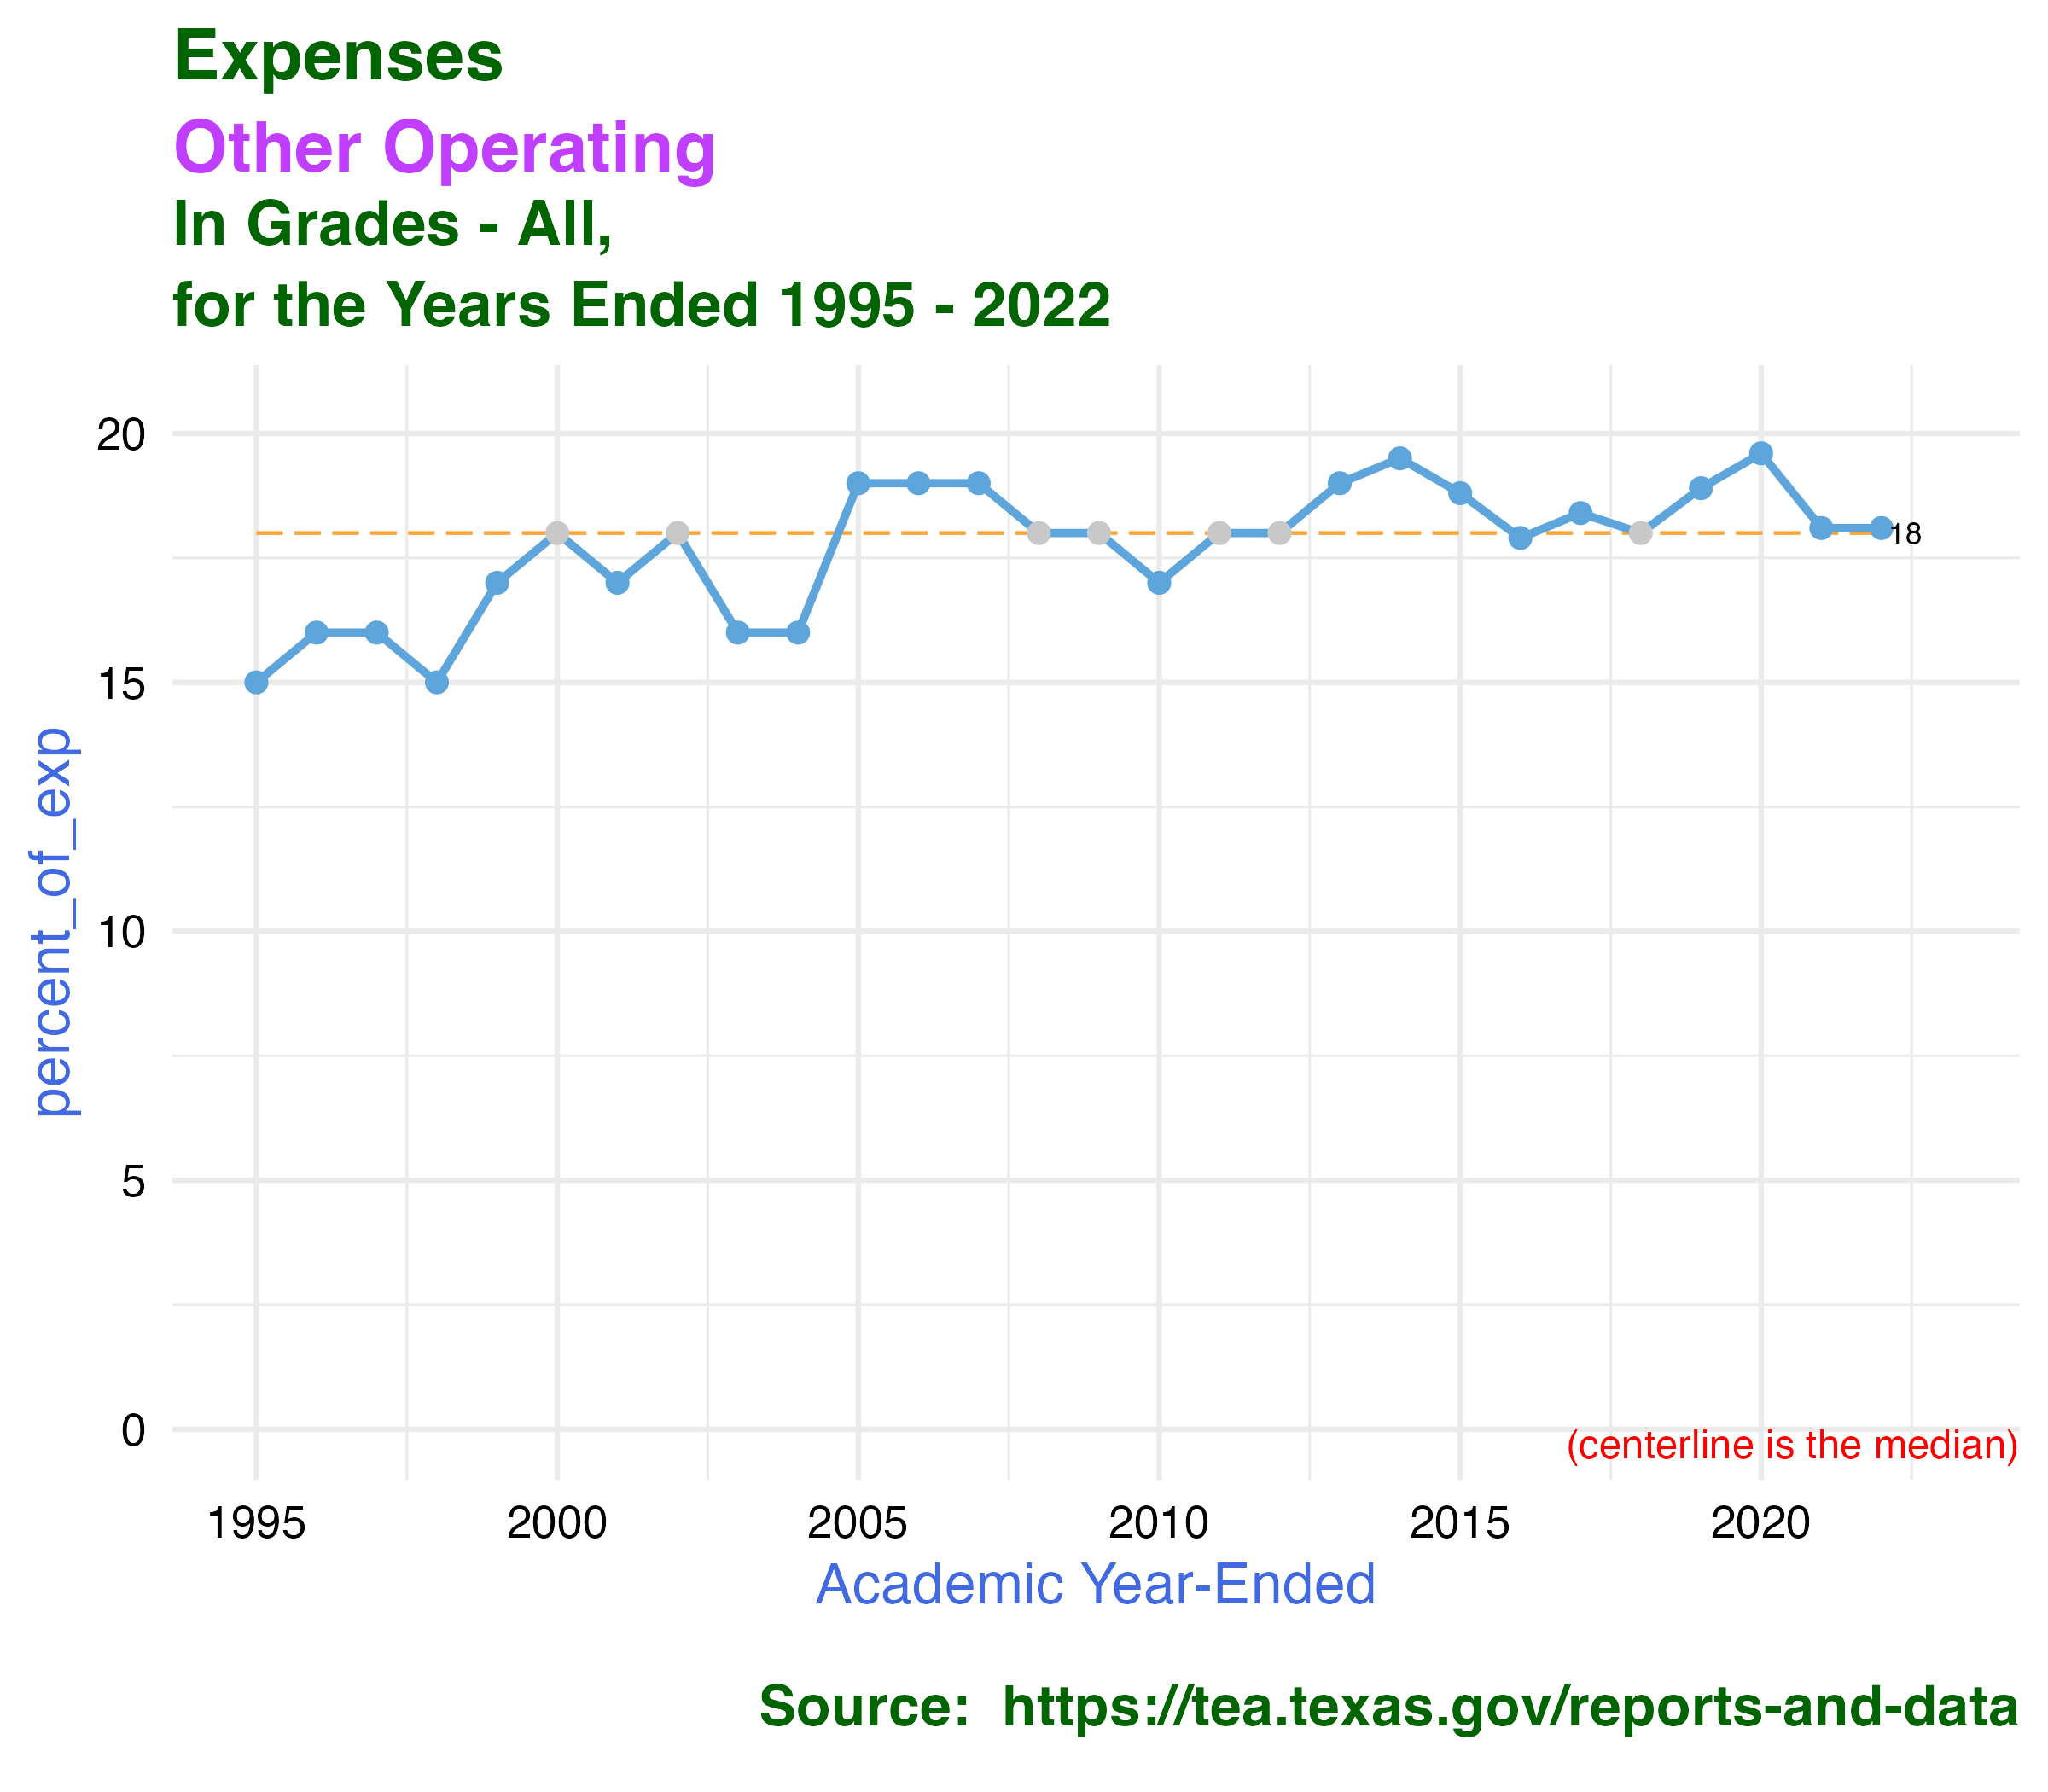 Expenses
Other Operating
In Grades - All,
for the Years Ended 1995 - 2022
20
15
10
5
0
percent_of_exp
18
(centerline is the median)
1995 2000 2005 2010 2015 2020
Academic Year-Ended
Source:  https://tea.texas.gov/reports-and-data